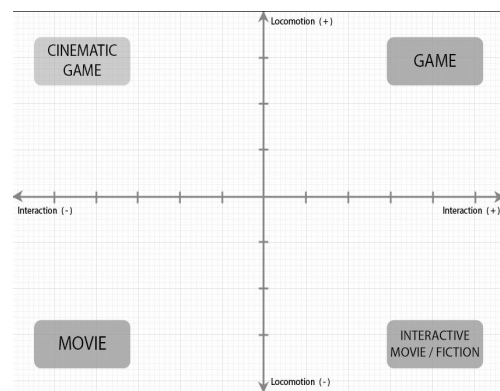 Locomotion (+)
CINEMATIC
GAME
GAME
Interaction (-)
Interaction (+)
MOVIE
INTERACTIVE
MOVIE / FICTION
Locomotion (-)